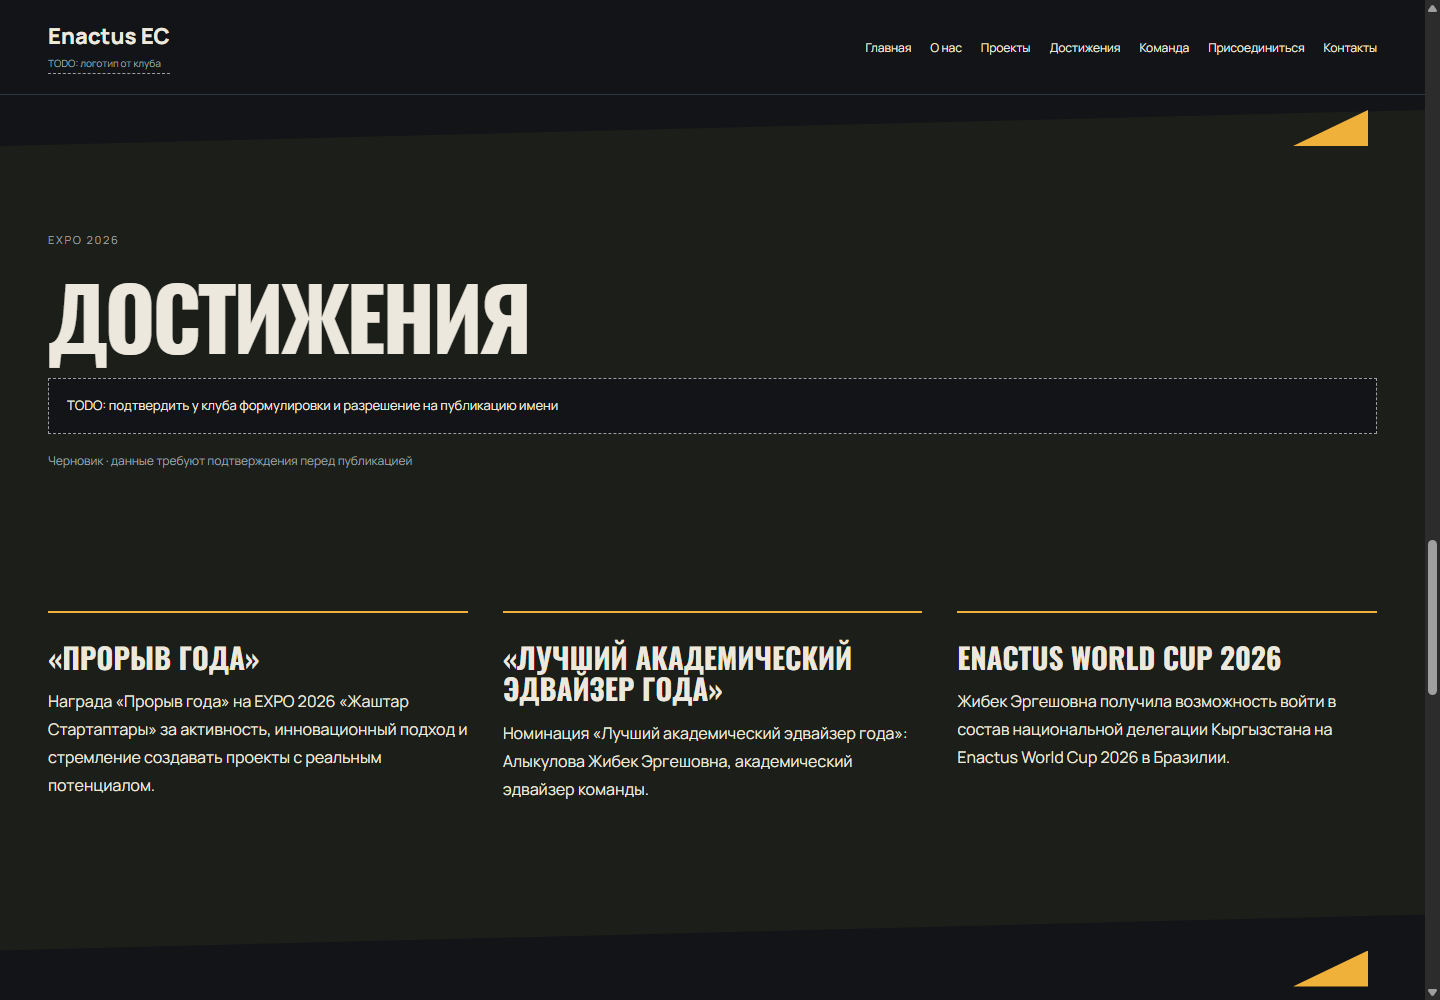 Enactus EC
TODO: логотип от клуба
Главная О нас Проекты Достижения Команда Присоединиться Контакты
EXPO 2026
ДОСТИЖЕНИЯ
TODO: подтвердить у клуба формулировки и разрешение на публикацию имени
Черновик · данные требуют подтверждения перед публикацией
«ПРОРЫВ ГОДА»
Награда «Прорыв года» на EXPO 2026 «Жаштар
Стартаптары» за активность, инновационный подход и
стремление создавать проекты с реальным
потенциалом.
«ЛУЧШИЙ АКАДЕМИЧЕСКИЙ
ЭДВАЙЗЕР ГОДА»
Номинация «Лучший академический эдвайзер года»:
Алыкулова Жибек Эргешовна, академический
эдвайзер команды.
ENACTUS WORLD CUP 2026
Жибек Эргешовна получила возможность войти в
состав национальной делегации Кыргызстана на
Enactus World Cup 2026 в Бразилии.